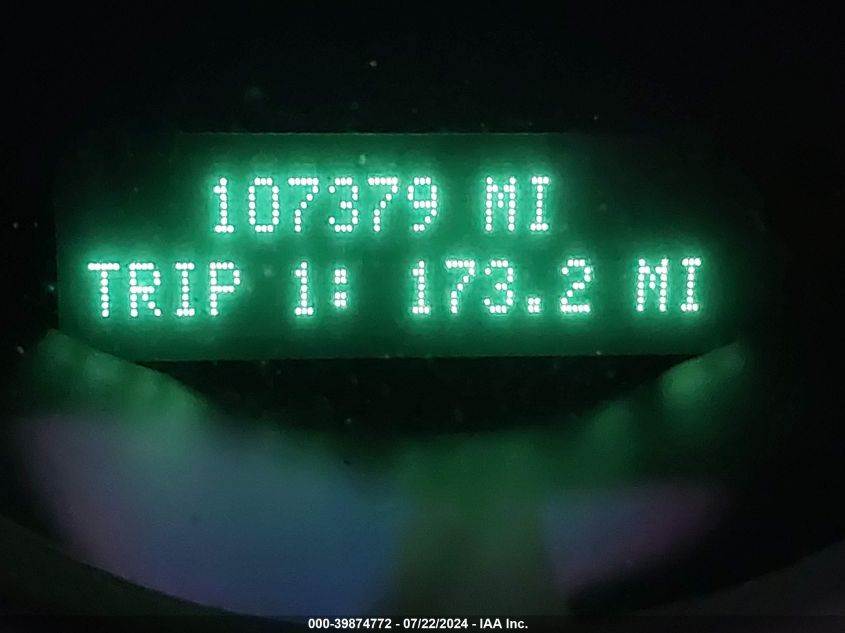 107379 MI
TRIP 1: 173.2 MI
000-39874772 - 07/22/2024 - IAA Inc.